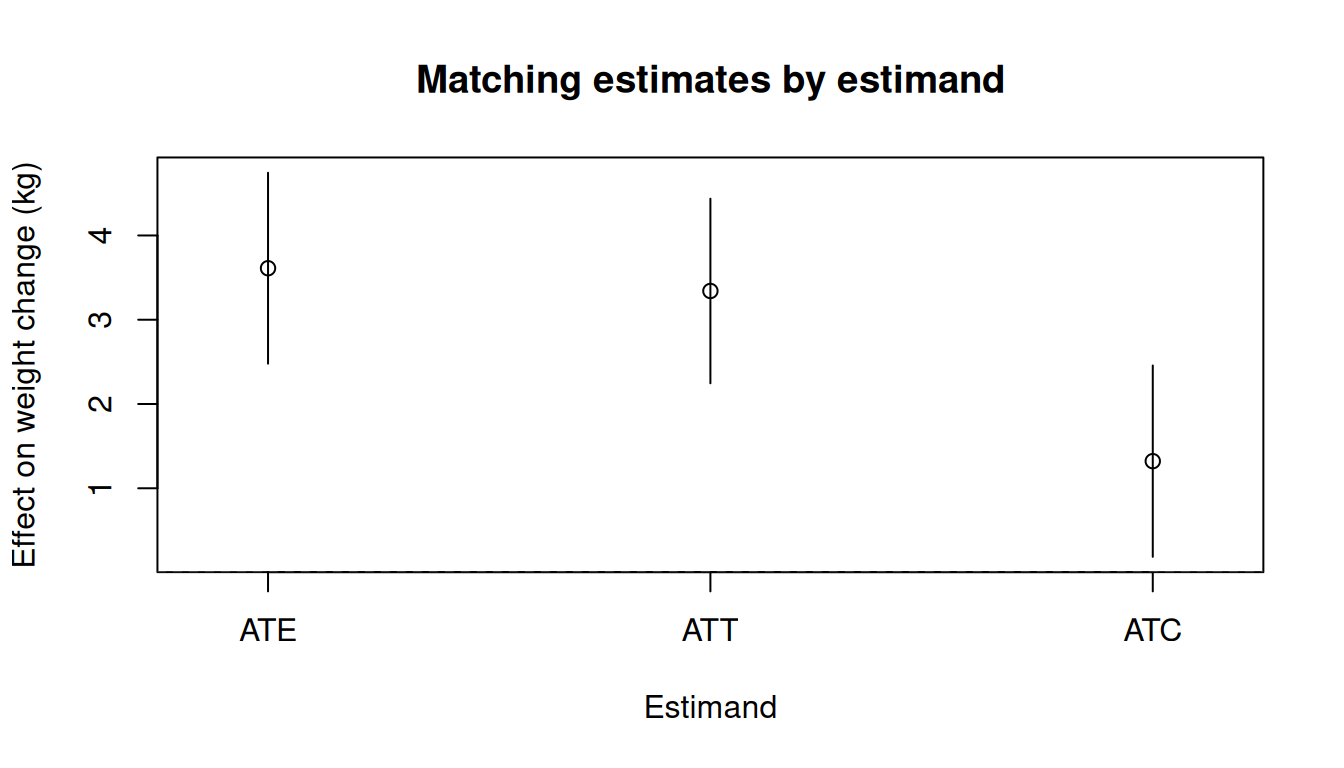 Matching estimates by estimand
Effect on weight change (kg)
4
3
2
1
ATE
ATT
ATC
Estimand